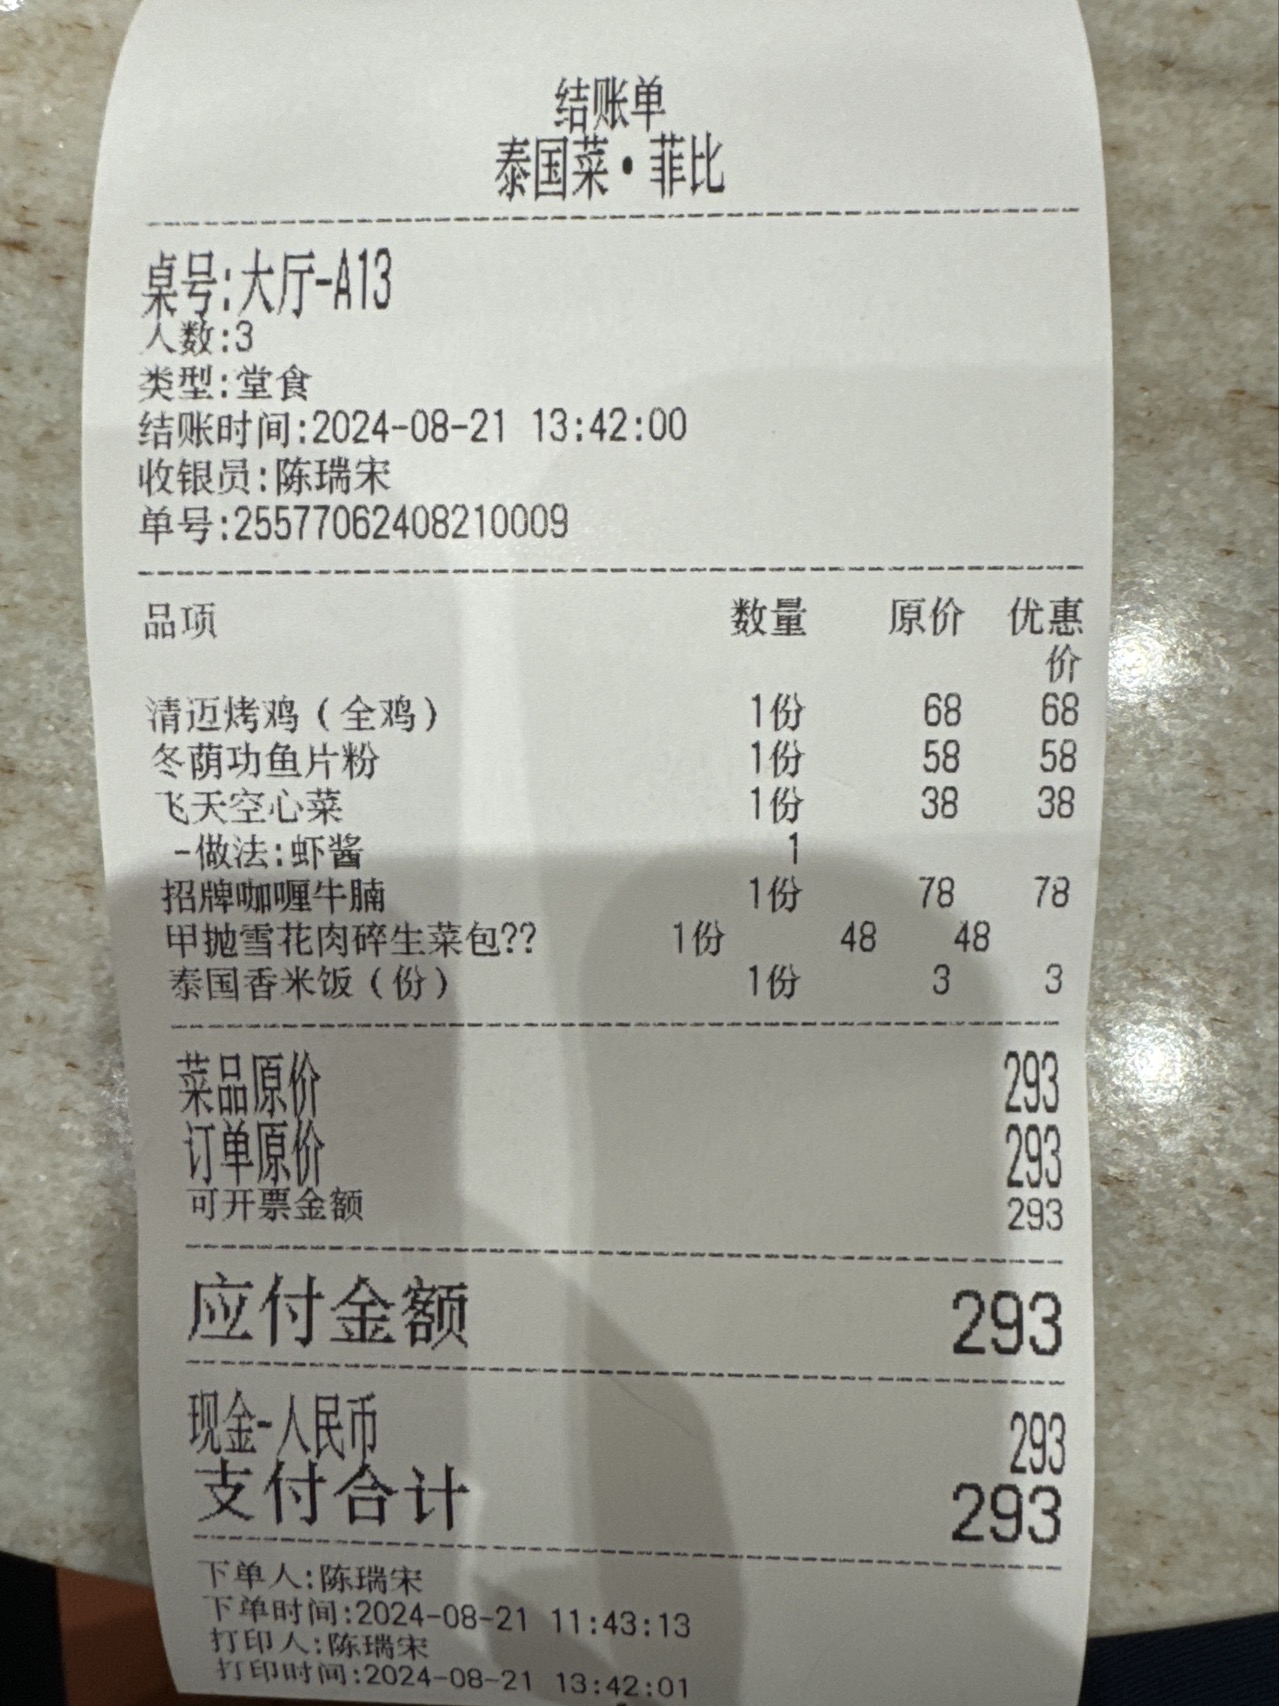 结账单
泰国菜·菲比
桌号:大厅-A13
人数:3
类型:堂食
结账时间:2024-08-21 13:42:00
收银员:陈瑞宋
单号:25577062408210009
品项 数量 原价 优惠价
清迈烤鸡(全鸡) 1份 68 68
冬荫功鱼片粉 1份 58 58
飞天空心菜 1份 38 38
-做法:虾酱 1
招牌咖喱牛腩 1份 78 78
甲抛雪花肉碎生菜包?? 1份 48 48
泰国香米饭(份) 1份 3 3
菜品原价 293
订单原价 293
可开票金额 293
应付金额 293
现金-人民币 293
支付合计 293
下单人:陈瑞宋
下单时间:2024-08-21 11:43:13
打印人:陈瑞宋
打印时间:2024-08-21 13:42:01